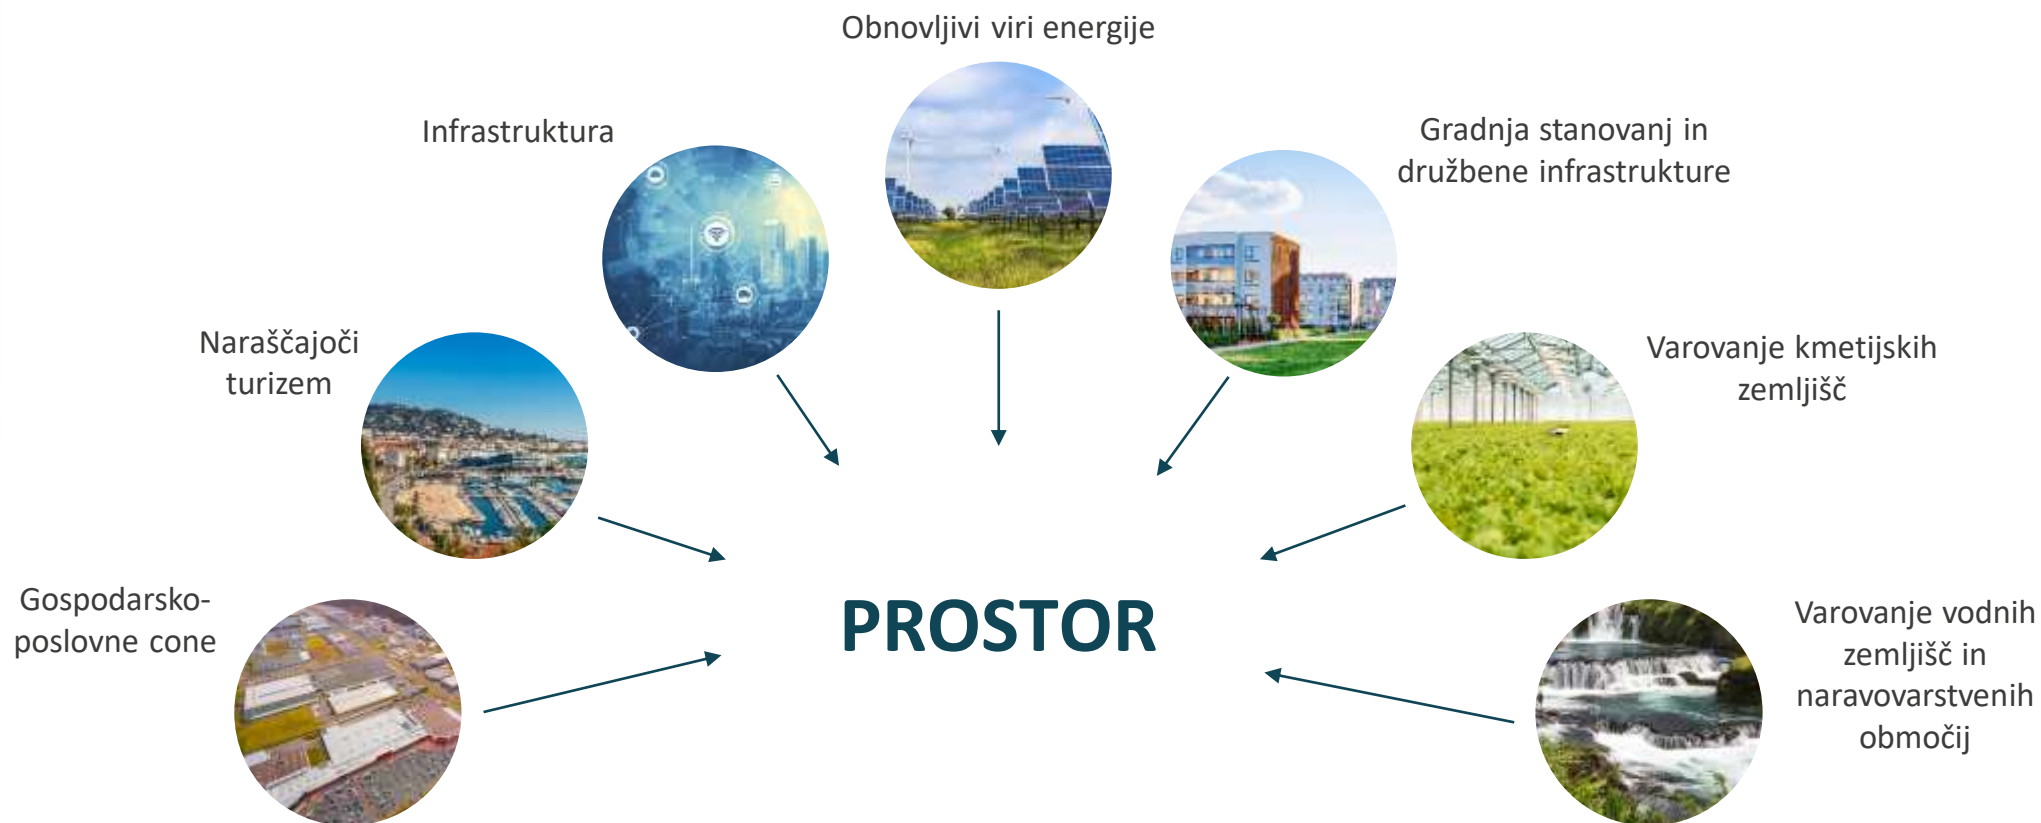 Obnovljivi viri energije
Infrastruktura
Gradnja stanovanj in
družbene infrastrukture
Naraščajoči
turizem
Varovanje kmetijskih
zemljišč
Gospodarsko-
poslovne cone
PROSTOR
Varovanje vodnih
zemljišč in
naravovarstvenih
območij